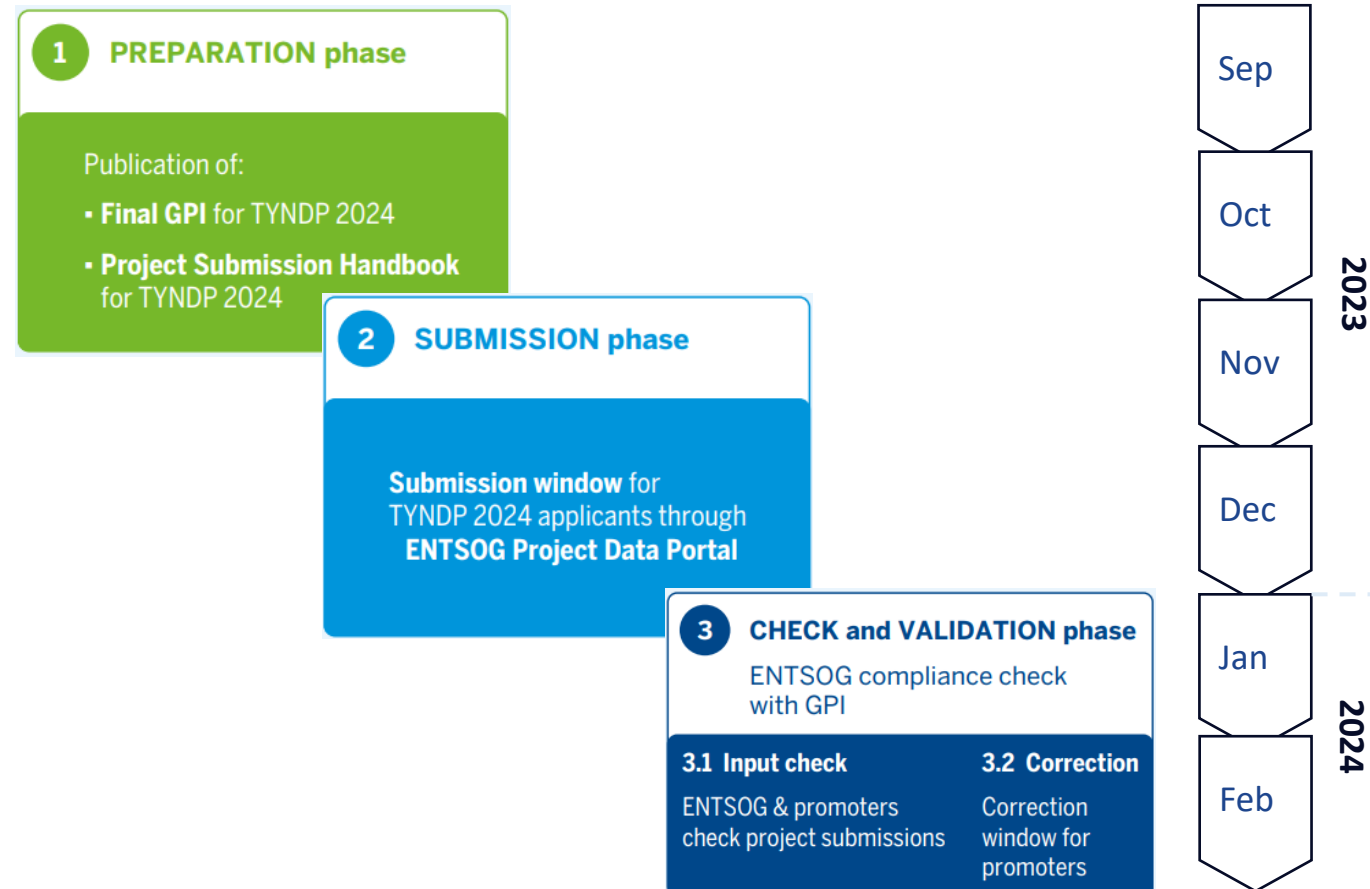 1 PREPARATION phase
Publication of:
▪ Final GPI for TYNDP 2024
▪ Project Submission Handbook
for TYNDP 2024
2 SUBMISSION phase
Submission window for
TYNDP 2024 applicants through
ENTSOG Project Data Portal
3 CHECK and VALIDATION phase
ENTSOG compliance check
with GPI
3.1 Input check
ENTSOG & promoters
check project submissions
3.2 Correction
Correction
window for
promoters
Sep
Oct
Nov
Dec
Jan
Feb
2023
2024